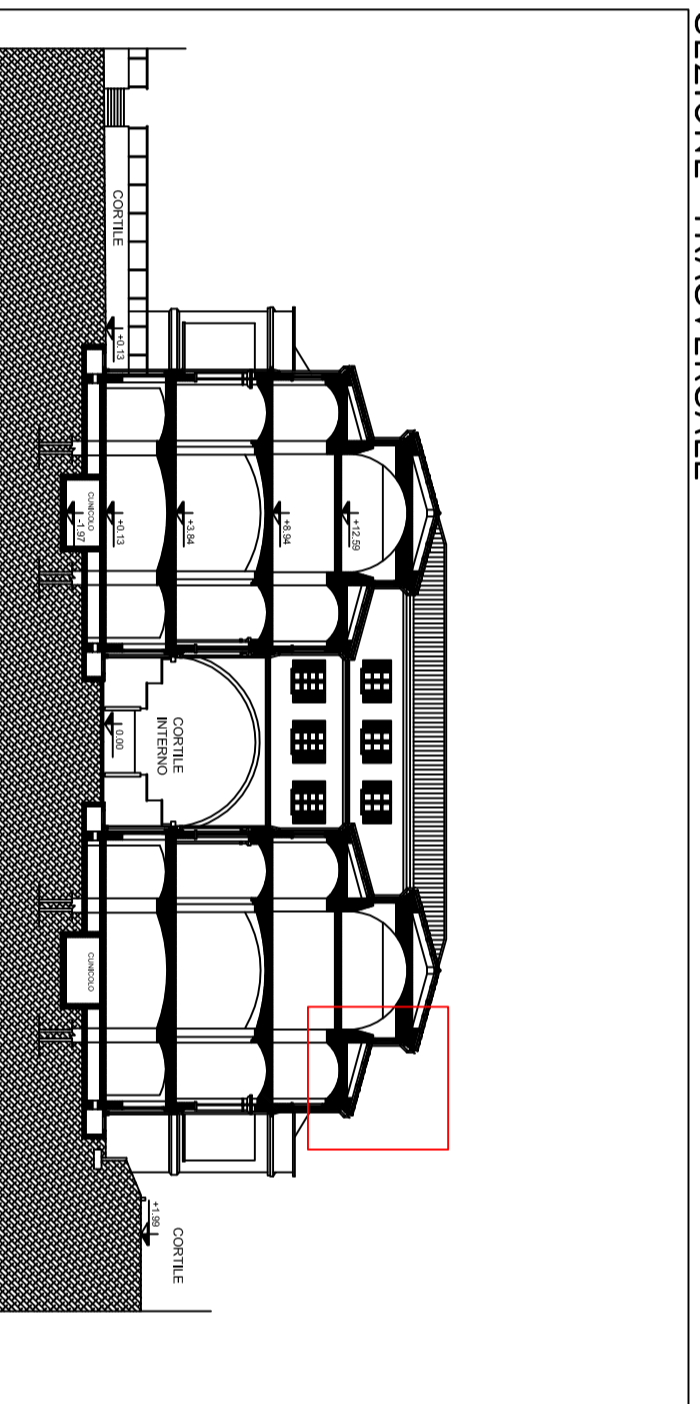 SEZIONE TRASVERSALE
CORTILE
+0.13
+12.59
+8.94
+3.84
+0.13
CUNICOLO
-1.97
CORTILE
INTERNO
0.00
CUNICOLO
+1.99
CORTILE